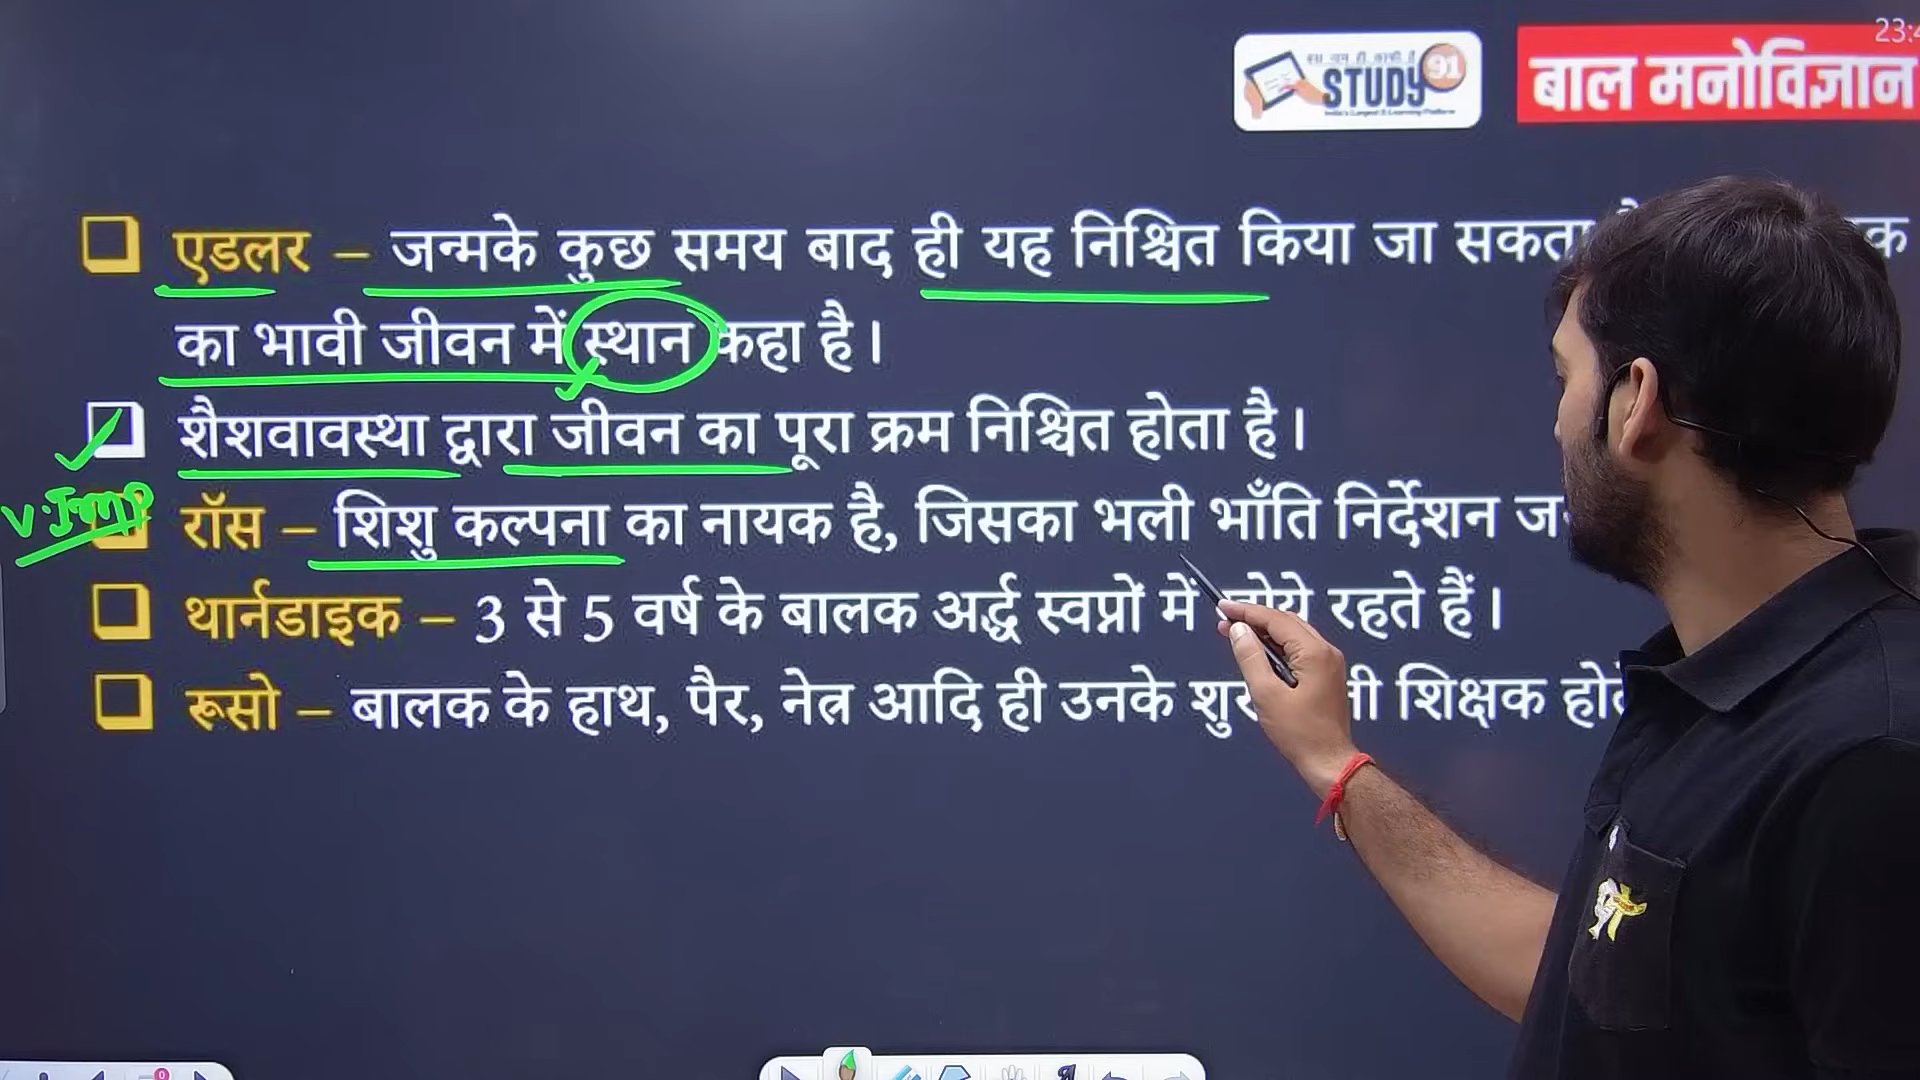 23:4
STUDY 91
बाल मनोविज्ञान
एडलर – जन्मके कुछ समय बाद ही यह निश्चित किया जा सकता क
का भावी जीवन में स्थान कहा है।
शैशवावस्था द्वारा जीवन का पूरा क्रम निश्चित होता है।
V.Imp
रॉस – शिशु कल्पना का नायक है, जिसका भली भाँति निर्देशन
थार्नडाइक – 3 से 5 वर्ष के बालक अर्द्ध स्वप्नों में रहते हैं।
रूसो – बालक के हाथ, पैर, नेत्र आदि ही उनके शिक्षक